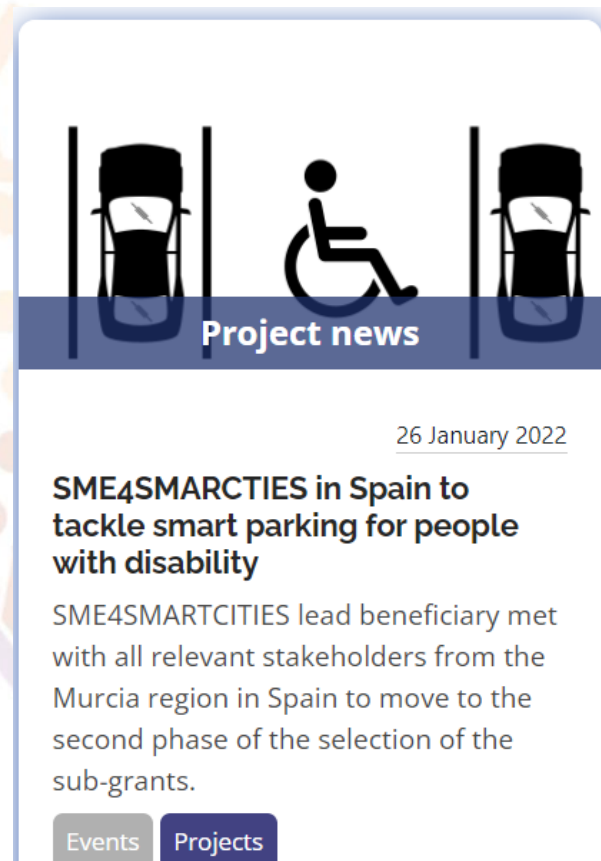 Project news
26 January 2022
SME4SMARCTIES in Spain to
tackle smart parking for people
with disability
SME4SMARTCITIES lead beneficiary met
with all relevant stakeholders from the
Murcia region in Spain to move to the
second phase of the selection of the
sub-grants.
Events Projects